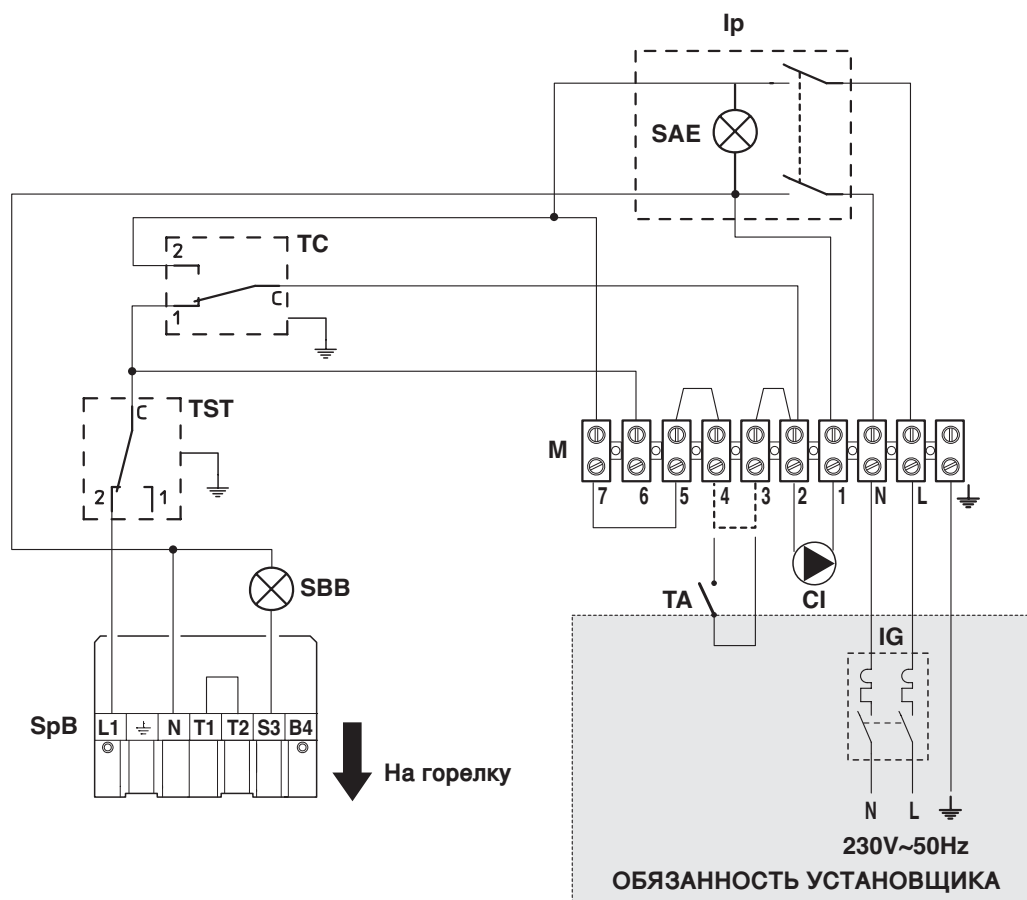 Ip
SAE
2 TC
C
1
C TST
2 1
M
7 6 5 4 3 2 1 N L
TA CI
SBB
IG
SpB L1 N T1 T2 S3 B4
На горелку
N L
230V~50Hz
ОБЯЗАННОСТЬ УСТАНОВЩИКА